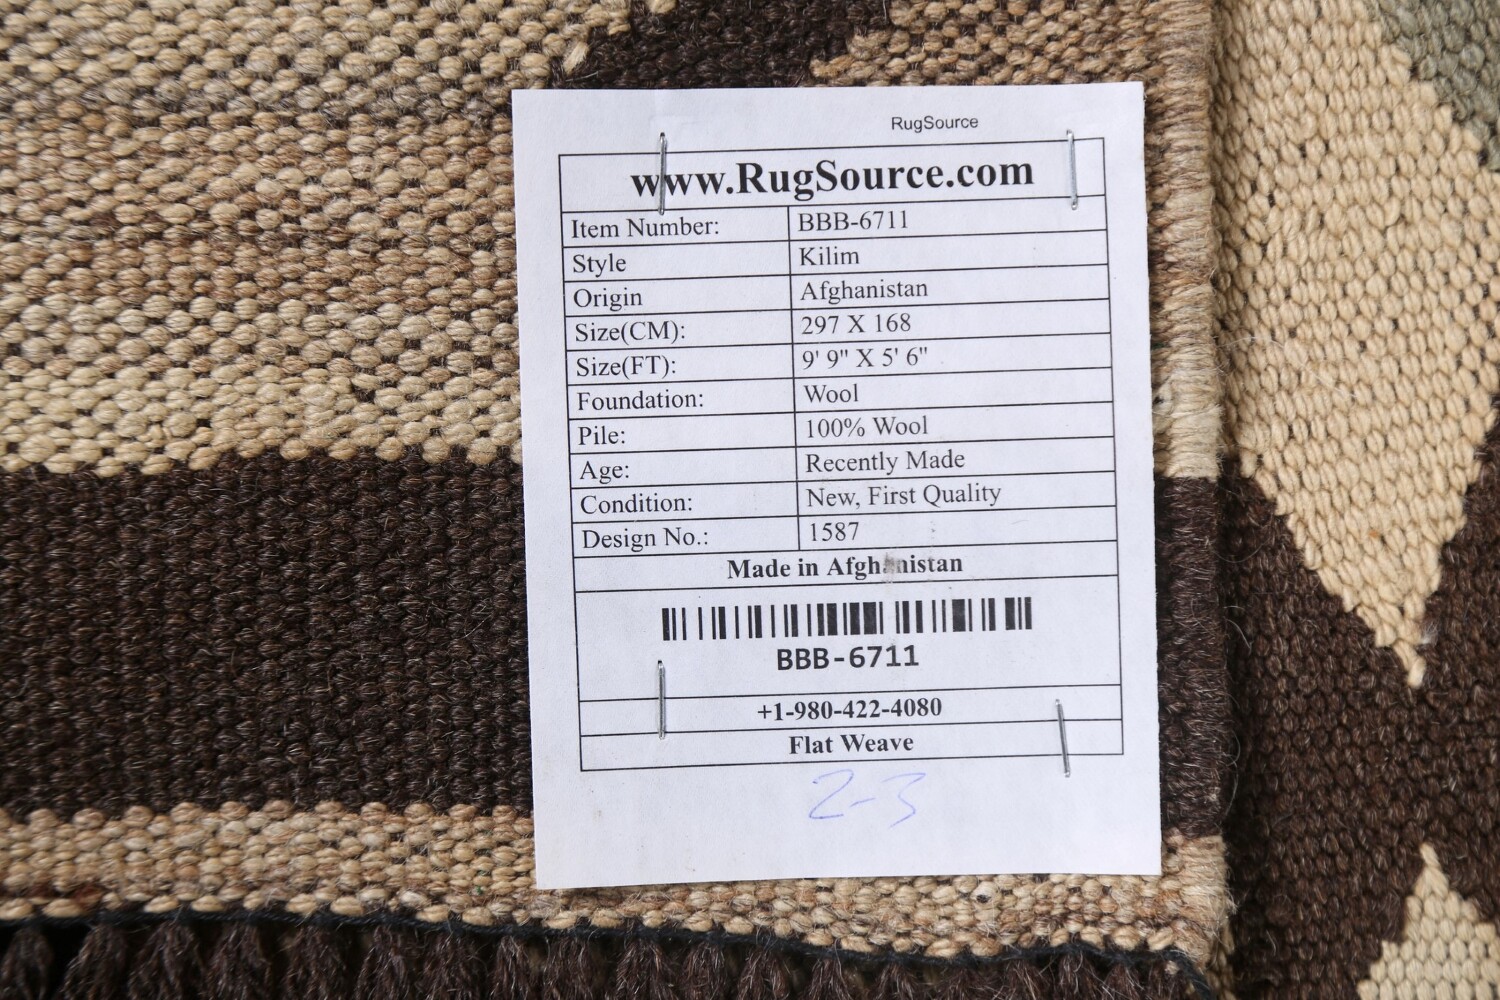 RugSource
www.RugSource.com
Item Number: BBB-6711
Style Kilim
Origin Afghanistan
Size(CM): 297 X 168
Size(FT): 9' 9" X 5' 6"
Foundation: Wool
Pile: 100% Wool
Age: Recently Made
Condition: New, First Quality
Design No.: 1587
Made in Afghanistan
BBB-6711
+1-980-422-4080
Flat Weave
2-3